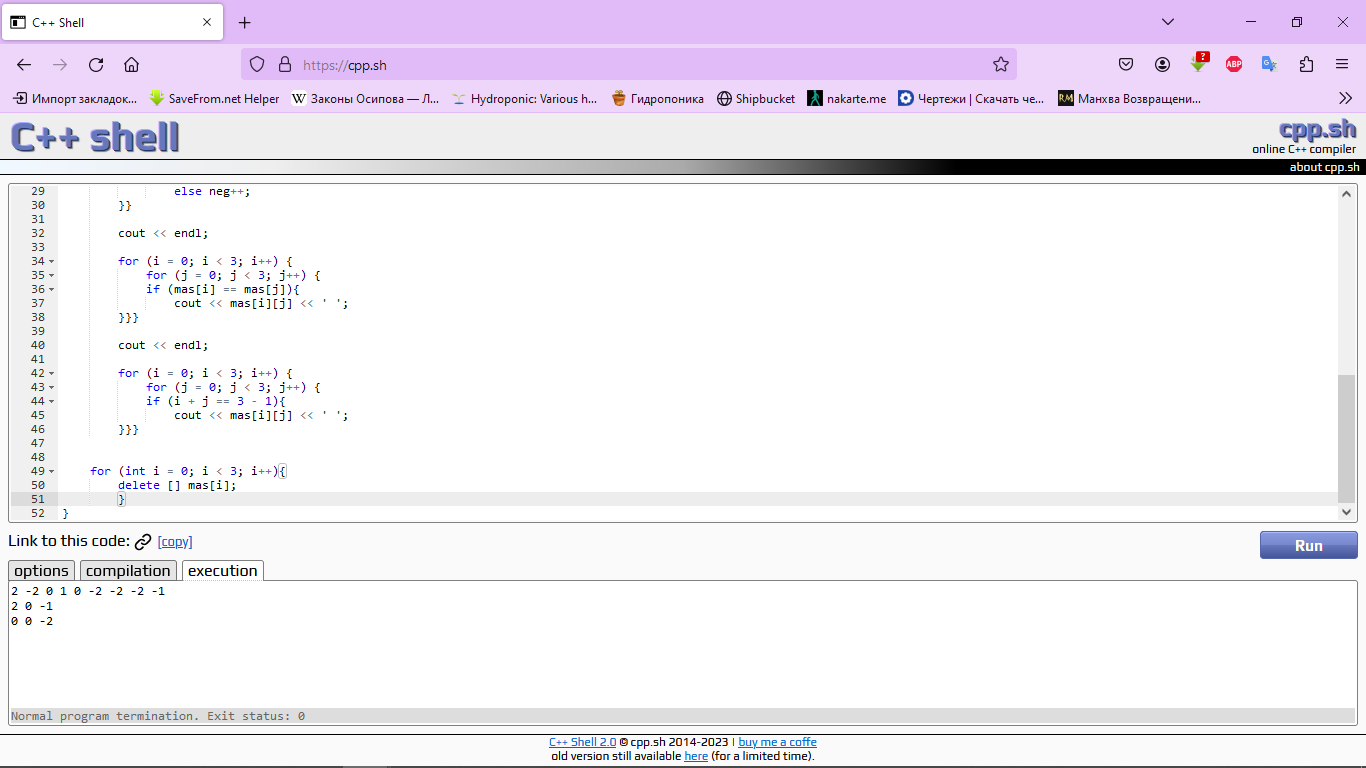 C++ Shell
https://cpp.sh
Импорт закладок... SaveFrom.net Helper Законы Осипова — Л... Hydroponic: Various h... Гидропоника Shipbucket nakarte.me Чертежи | Скачать че... RM Манхва Возвращени...
C++ shell
cpp.sh
online C++ compiler
about cpp.sh
29 else neg++;
30 }}
31
32 cout << endl;
33
34 for (i = 0; i < 3; i++) {
35 for (j = 0; j < 3; j++) {
36 if (mas[i] == mas[j]){
37 cout << mas[i][j] << ' ';
38 }}}
39
40 cout << endl;
41
42 for (i = 0; i < 3; i++) {
43 for (j = 0; j < 3; j++) {
44 if (i + j == 3 - 1){
45 cout << mas[i][j] << ' ';
46 }}}
47
48
49 for (int i = 0; i < 3; i++){
50 delete [] mas[i];
51 }
52 }
Link to this code: [copy]
Run
options compilation execution
2 -2 0 1 0 -2 -2 -2 -1
2 0 -1
0 0 -2
Normal program termination. Exit status: 0
C++ Shell 2.0 © cpp.sh 2014-2023 | buy me a coffe
old version still available here (for a limited time).